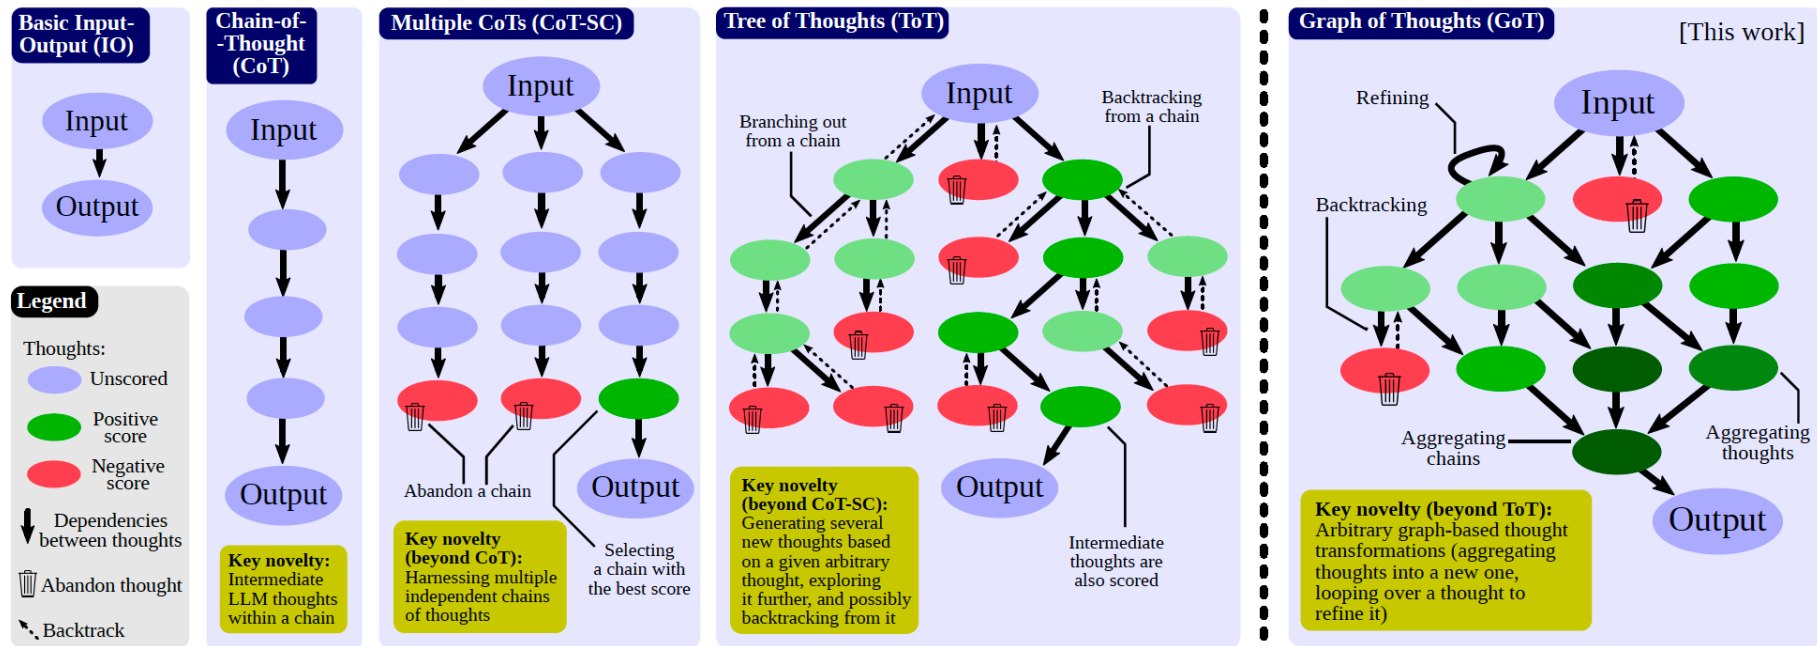 Basic Input-
Output (IO)
Input
Output
Legend
Thoughts:
Unscored
Positive
score
Negative
score
Dependencies
between thoughts
Abandon thought
Backtrack
Chain-of-
-Thought
(CoT)
Input
Output
Key novelty:
Intermediate
LLM thoughts
within a chain
Multiple CoTs (CoT-SC)
Input
Abandon a chain
Output
Key novelty
(beyond CoT):
Harnessing multiple
independent chains
of thoughts
Selecting
a chain with
the best score
Tree of Thoughts (ToT)
Input
Branching out
from a chain
Backtracking
from a chain
Output
Key novelty
(beyond CoT-SC):
Generating several
new thoughts based
on a given arbitrary
thought, exploring
it further, and possibly
backtracking from it
Intermediate
thoughts are
also scored
Graph of Thoughts (GoT)
[This work]
Refining
Input
Backtracking
Aggregating
chains
Aggregating
thoughts
Output
Key novelty (beyond ToT):
Arbitrary graph-based thought
transformations (aggregating
thoughts into a new one,
looping over a thought to
refine it)